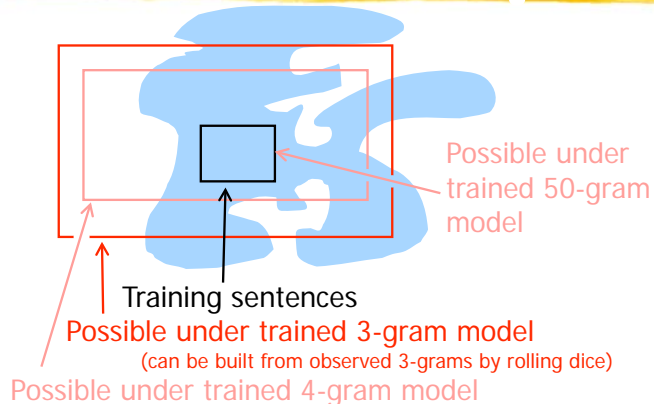 Possible under
trained 50-gram
model
Training sentences
Possible under trained 3-gram model
(can be built from observed 3-grams by rolling dice)
Possible under trained 4-gram model